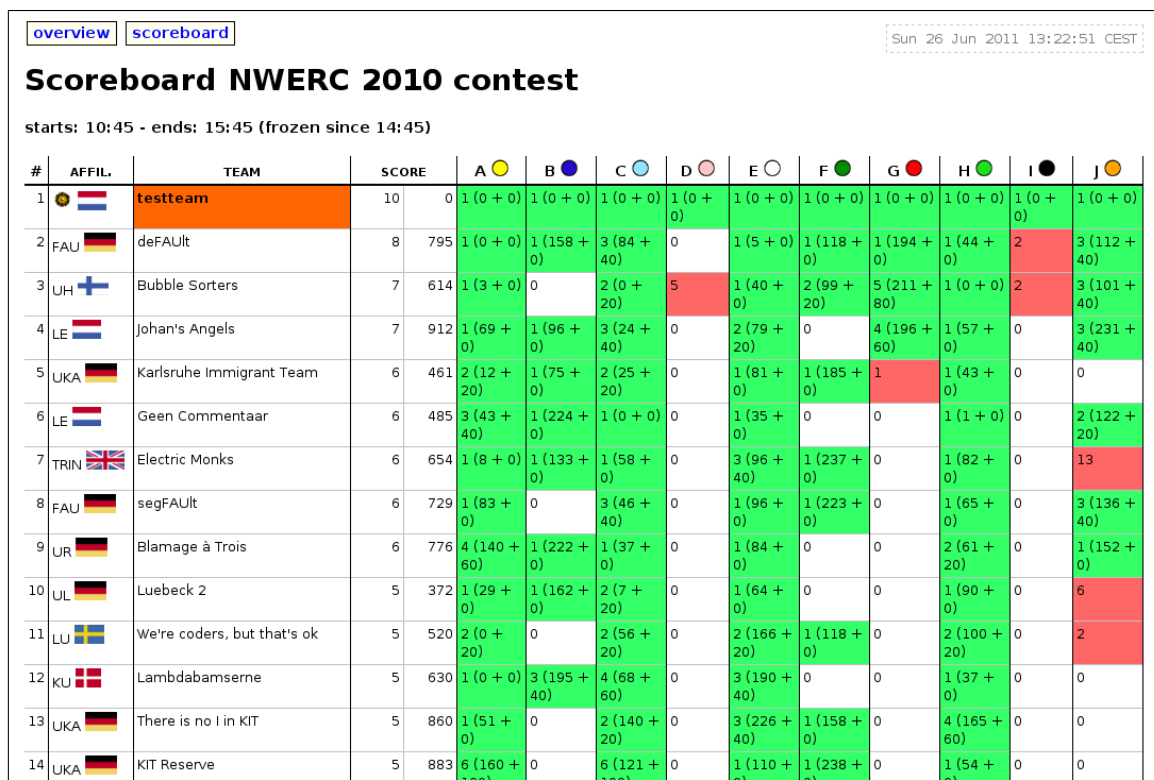 overview scoreboard
Sun 26 Jun 2011 13:22:51 CEST
Scoreboard NWERC 2010 contest
starts: 10:45 - ends: 15:45 (frozen since 14:45)
# AFFIL. TEAM SCORE A B C D E F G H I J
1 testteam 10 0 1 (0 + 0) 1 (0 + 0) 1 (0 + 0) 1 (0 + 0) 1 (0 + 0) 1 (0 + 0) 1 (0 + 0) 1 (0 + 0) 1 (0 + 0) 1 (0 + 0)
2 FAU deFAUlt 8 795 1 (0 + 0) 1 (158 + 0) 3 (84 + 40) 0 1 (5 + 0) 1 (118 + 0) 1 (194 + 0) 1 (44 + 0) 2 3 (112 + 40)
3 UH Bubble Sorters 7 614 1 (3 + 0) 0 2 (0 + 20) 5 1 (40 + 0) 2 (99 + 20) 5 (211 + 80) 1 (0 + 0) 2 3 (101 + 40)
4 LE Johan's Angels 7 912 1 (69 + 0) 1 (96 + 0) 3 (24 + 40) 0 2 (79 + 20) 0 4 (196 + 60) 1 (57 + 0) 0 3 (231 + 40)
5 UKA Karlsruhe Immigrant Team 6 461 2 (12 + 20) 1 (75 + 0) 2 (25 + 20) 0 1 (81 + 0) 1 (185 + 0) 1 1 (43 + 0) 0 0
6 LE Geen Commentaar 6 485 3 (43 + 40) 1 (224 + 0) 1 (0 + 0) 0 1 (35 + 0) 0 0 1 (1 + 0) 0 2 (122 + 20)
7 TRIN Electric Monks 6 654 1 (8 + 0) 1 (133 + 0) 1 (58 + 0) 0 3 (96 + 40) 1 (237 + 0) 0 1 (82 + 0) 0 13
8 FAU segFAUlt 6 729 1 (83 + 0) 0 3 (46 + 40) 0 1 (96 + 0) 1 (223 + 0) 0 1 (65 + 0) 0 3 (136 + 40)
9 UR Blamage à Trois 6 776 4 (140 + 60) 1 (222 + 0) 1 (37 + 0) 0 1 (84 + 0) 0 0 2 (61 + 20) 0 1 (152 + 0)
10 UL Luebeck 2 5 372 1 (29 + 0) 1 (162 + 0) 2 (7 + 20) 0 1 (64 + 0) 0 0 1 (90 + 0) 0 6
11 LU We're coders, but that's ok 5 520 2 (0 + 20) 0 2 (56 + 20) 0 2 (166 + 20) 1 (118 + 0) 0 2 (100 + 20) 0 2
12 KU Lambdabamserne 5 630 1 (0 + 0) 3 (195 + 40) 4 (68 + 60) 0 3 (190 + 40) 0 0 1 (37 + 0) 0 0
13 UKA There is no I in KIT 5 860 1 (51 + 0) 0 2 (140 + 20) 0 3 (226 + 40) 1 (158 + 0) 0 4 (165 + 60) 0 0
14 UKA KIT Reserve 5 883 6 (160 + 0 6 (121 + 0 1 (110 + 1 (238 + 0 1 (54 + 0 0